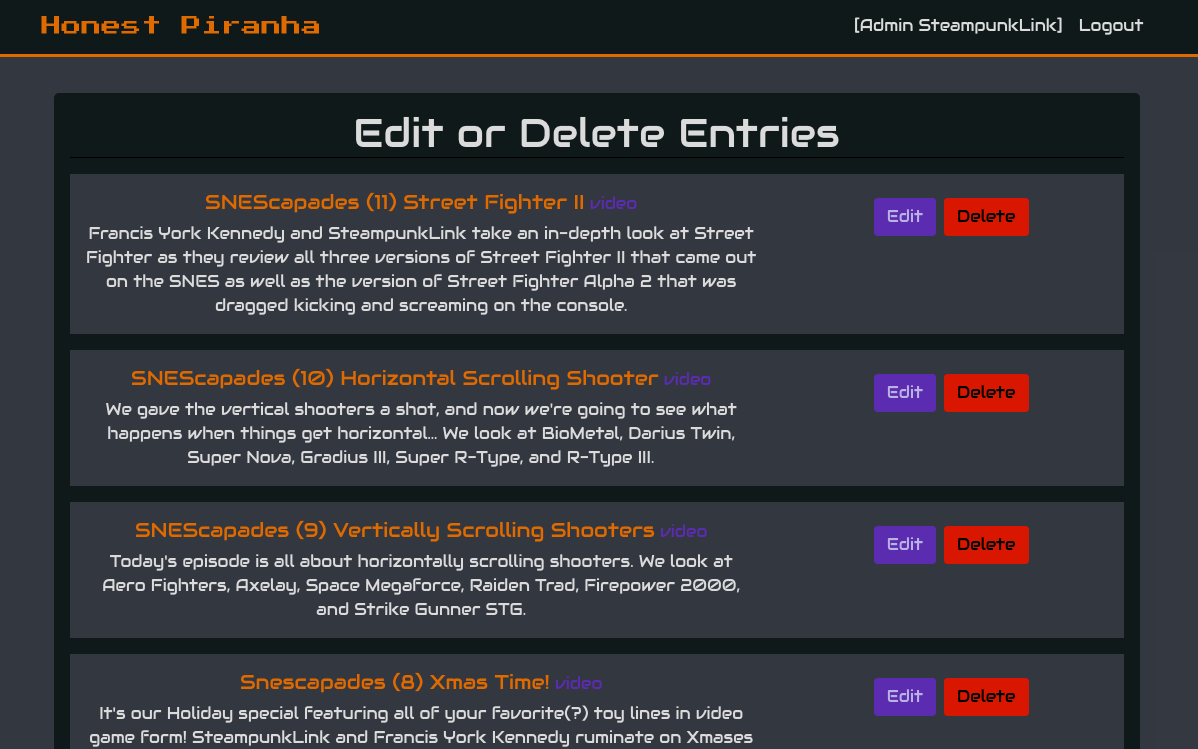 Honest Piranha
[Admin SteampunkLink] Logout
Edit or Delete Entries
SNEScapades (11) Street Fighter II video
Edit Delete
Francis York Kennedy and SteampunkLink take an in-depth look at Street
Fighter as they review all three versions of Street Fighter II that came out
on the SNES as well as the version of Street Fighter Alpha 2 that was
dragged kicking and screaming on the console.
SNEScapades (10) Horizontal Scrolling Shooter video
Edit Delete
We gave the vertical shooters a shot, and now we're going to see what
happens when things get horizontal... We look at BioMetal, Darius Twin,
Super Nova, Gradius III, Super R-Type, and R-Type III.
SNEScapades (9) Vertically Scrolling Shooters video
Edit Delete
Today's episode is all about horizontally scrolling shooters. We look at
Aero Fighters, Axelay, Space Megaforce, Raiden Trad, Firepower 2000,
and Strike Gunner STG.
Snescapades (8) Xmas Time! video
Edit Delete
It's our Holiday special featuring all of your favorite(?) toy lines in video
game form! SteampunkLink and Francis York Kennedy ruminate on Xmases